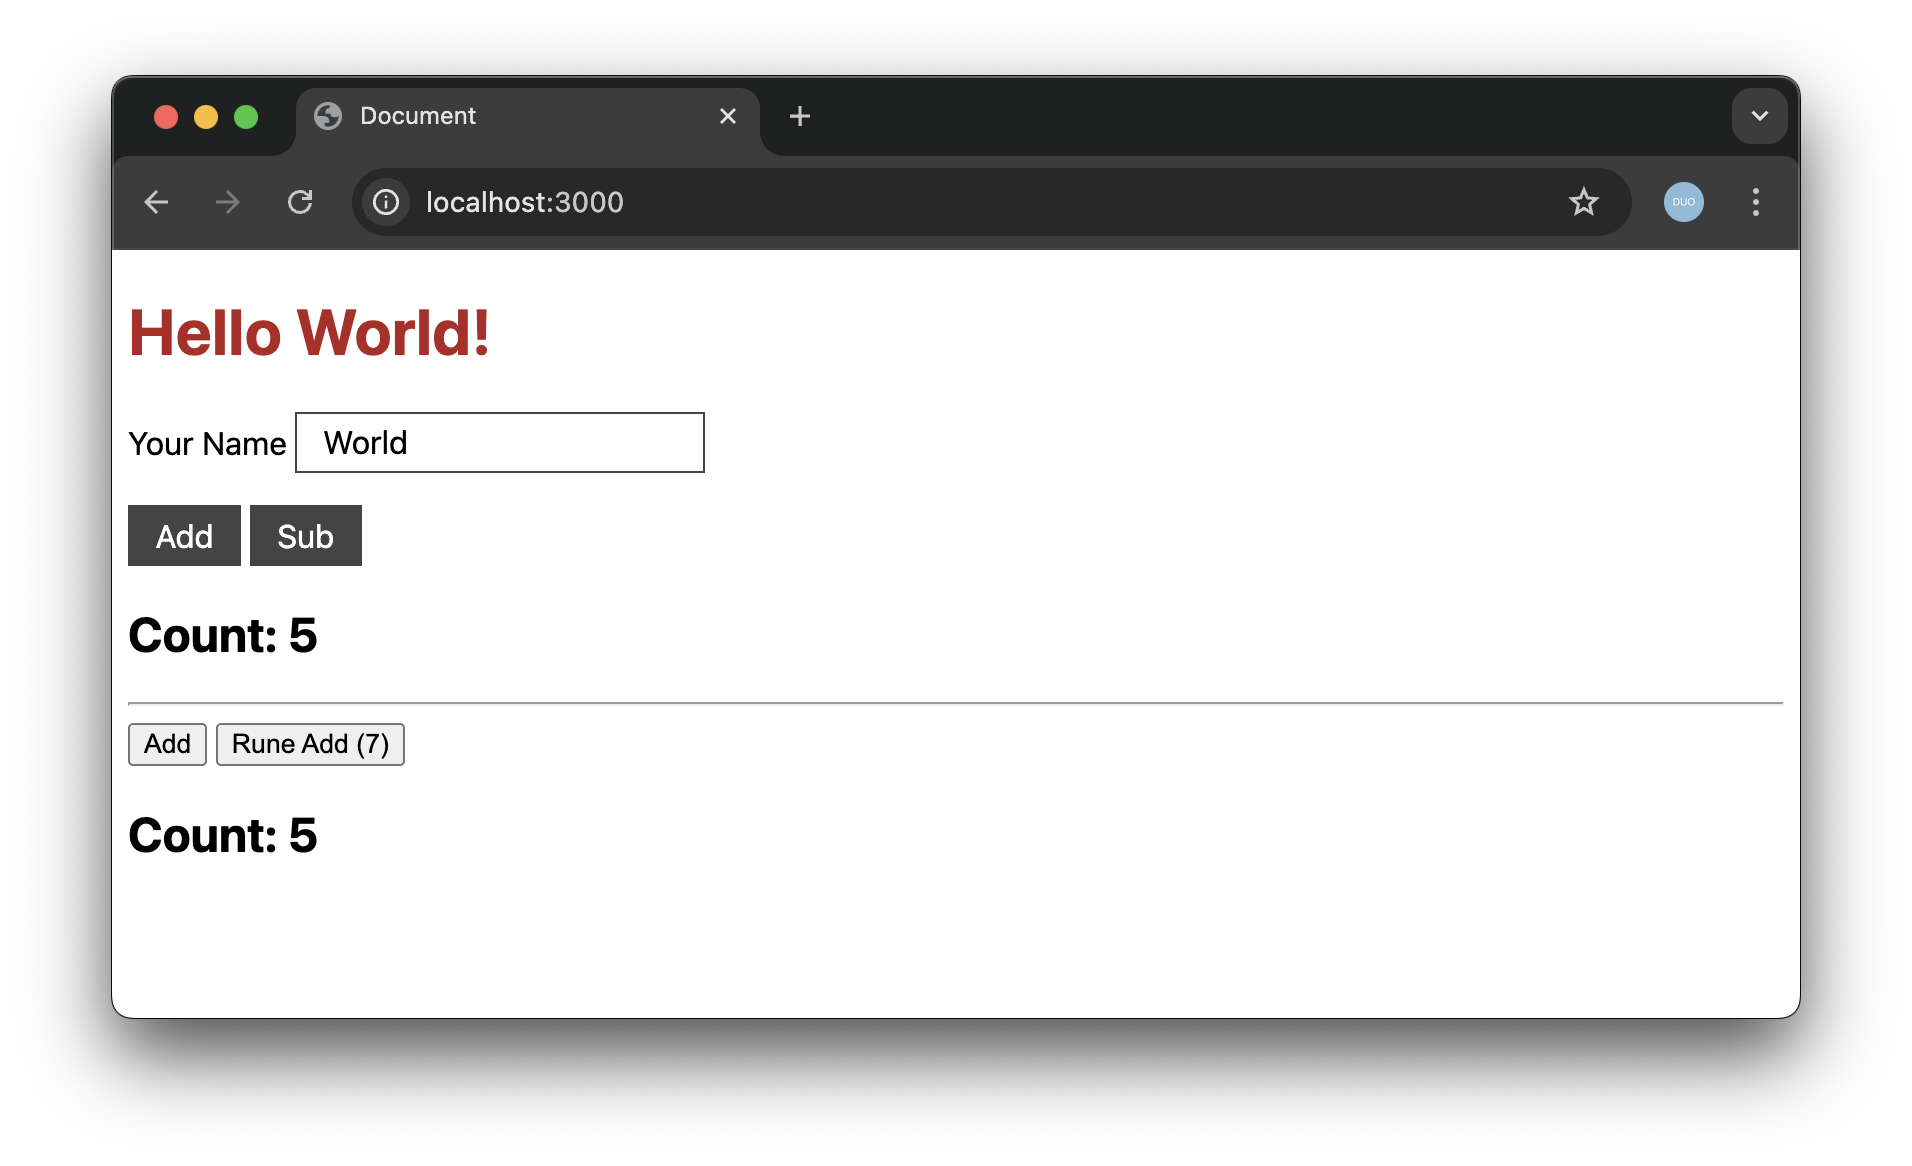 Document
localhost:3000
DUO
Hello World!
Your Name World
Add Sub
Count: 5
Add Rune Add (7)
Count: 5